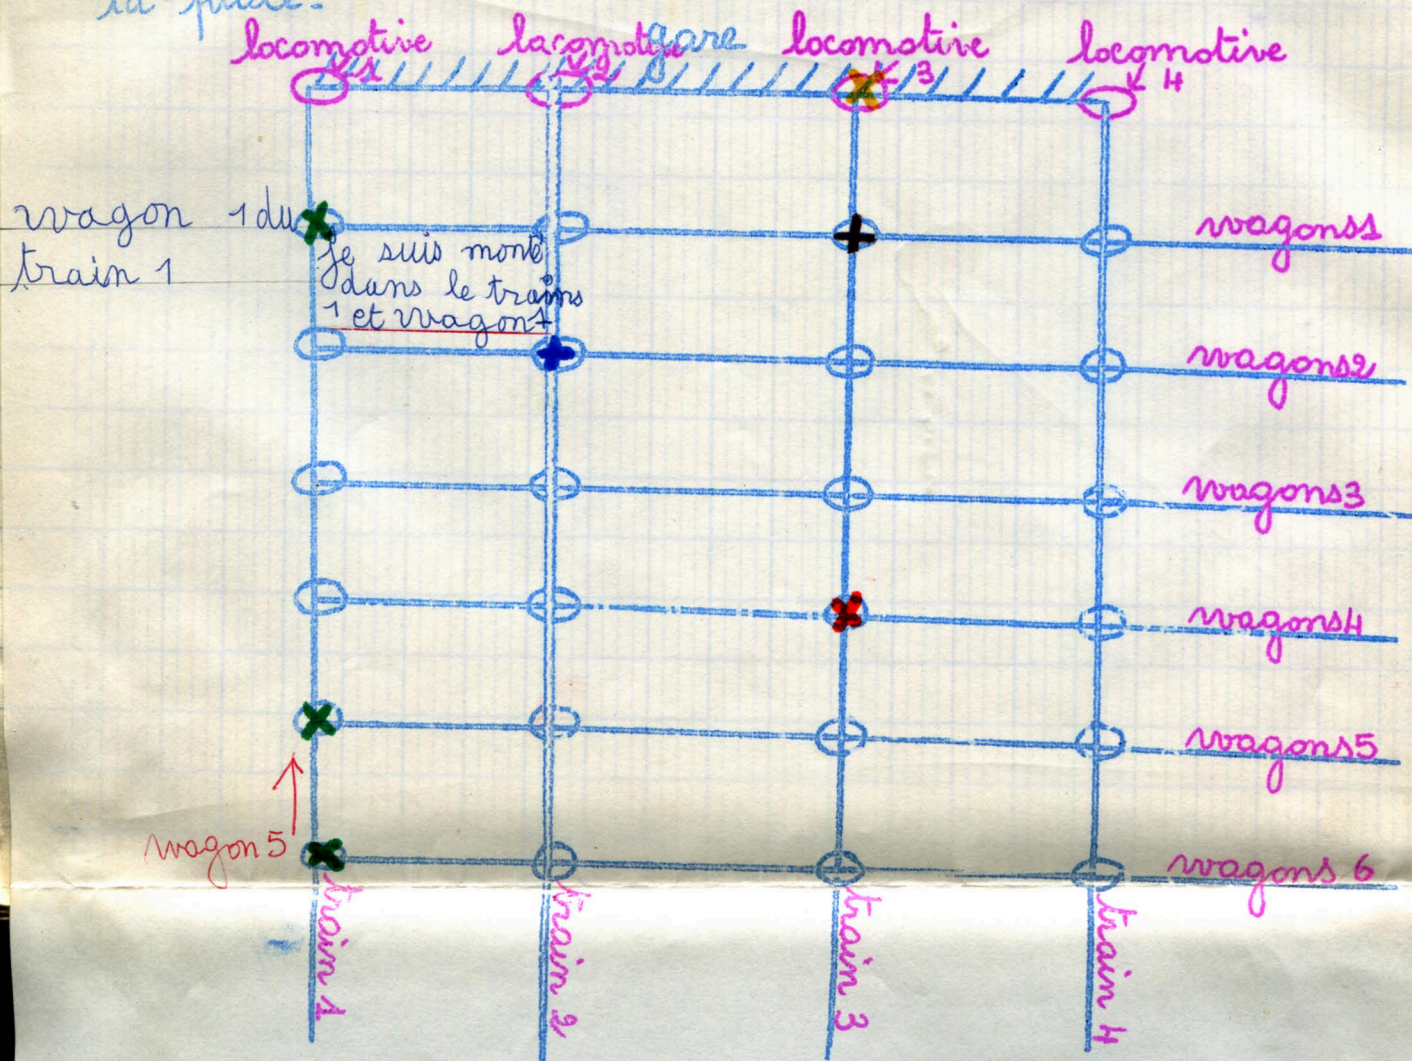 la
gare
locomotive
1
locomotive
2
locomotive
3
locomotive
4
wagon 1 du
train 1
je suis monté
dans le trains
1 et wagon 1
wagons1
wagons2
wagons3
wagons4
wagons5
wagon 5
wagons 6
train 1
train 2
train 3
train 4